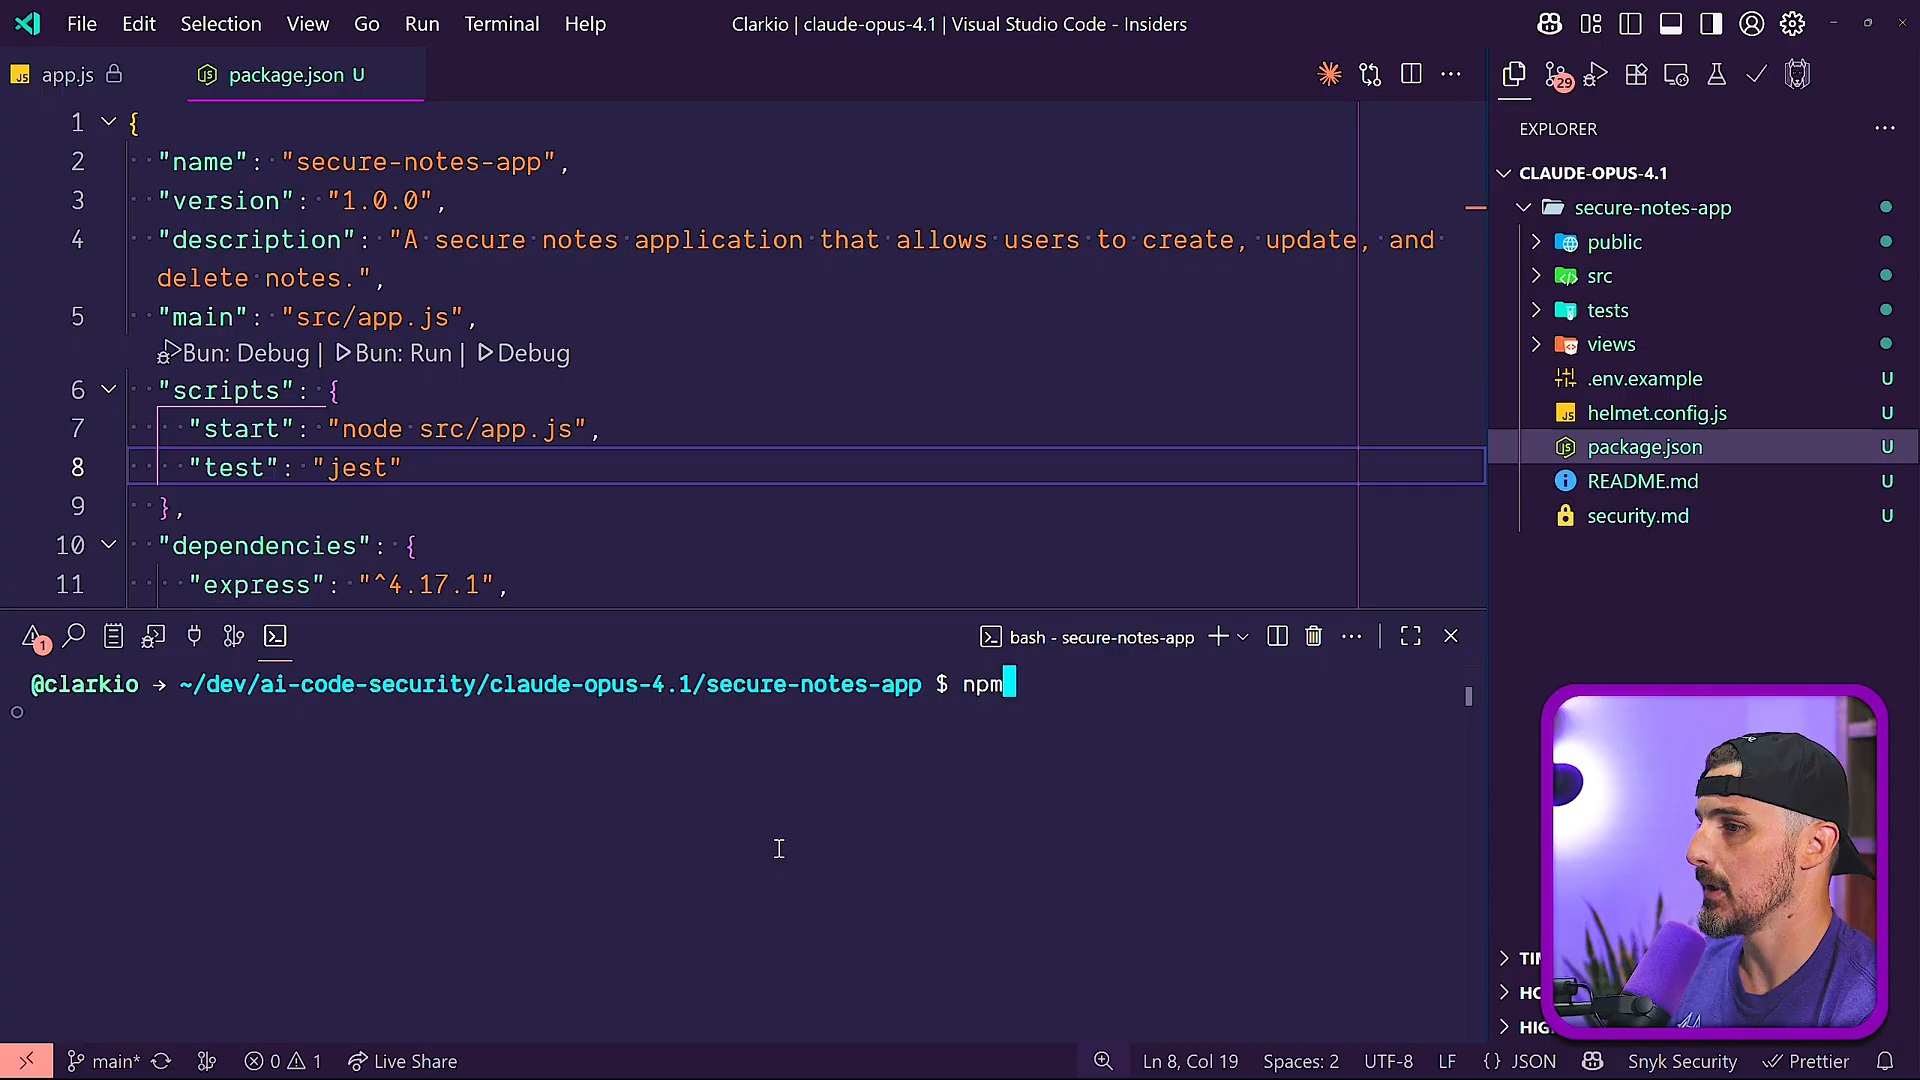 File Edit Selection View Go Run Terminal Help
Clarkio | claude-opus-4.1 | Visual Studio Code - Insiders
JS app.js
package.json U
29
1 {
2 "name": "secure-notes-app",
3 "version": "1.0.0",
4 "description": "A secure notes application that allows users to create, update, and
delete notes.",
5 "main": "src/app.js",
Bun: Debug | Bun: Run | Debug
6 "scripts": {
7 "start": "node src/app.js",
8 "test": "jest"
9 },
10 "dependencies": {
11 "express": "^4.17.1",
EXPLORER
CLAUDE-OPUS-4.1
secure-notes-app
public
src
tests
views
.env.example U
JS helmet.config.js U
package.json U
README.md U
security.md U
1
bash - secure-notes-app
@clarkio → ~/dev/ai-code-security/claude-opus-4.1/secure-notes-app $ npm
TI
HO
HIG
main*
0
1
Live Share
Ln 8, Col 19
Spaces: 2
UTF-8
LF
{} JSON
Snyk Security
Prettier